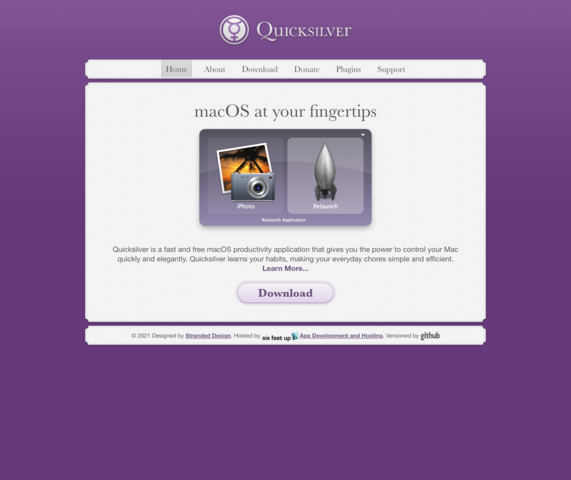 Quicksilver
Home About Download Donate Plugins Support
macOS at your fingertips
iPhoto Relaunch
Relaunch Application
Quicksilver is a fast and free macOS productivity application that gives you the power to control your Mac
quickly and elegantly. Quicksilver learns your habits, making your everyday chores simple and efficient.
Learn More...
Download
© 2021 Designed by Stranded Design, Hosted by six feet up App Development and Hosting, Versioned by github